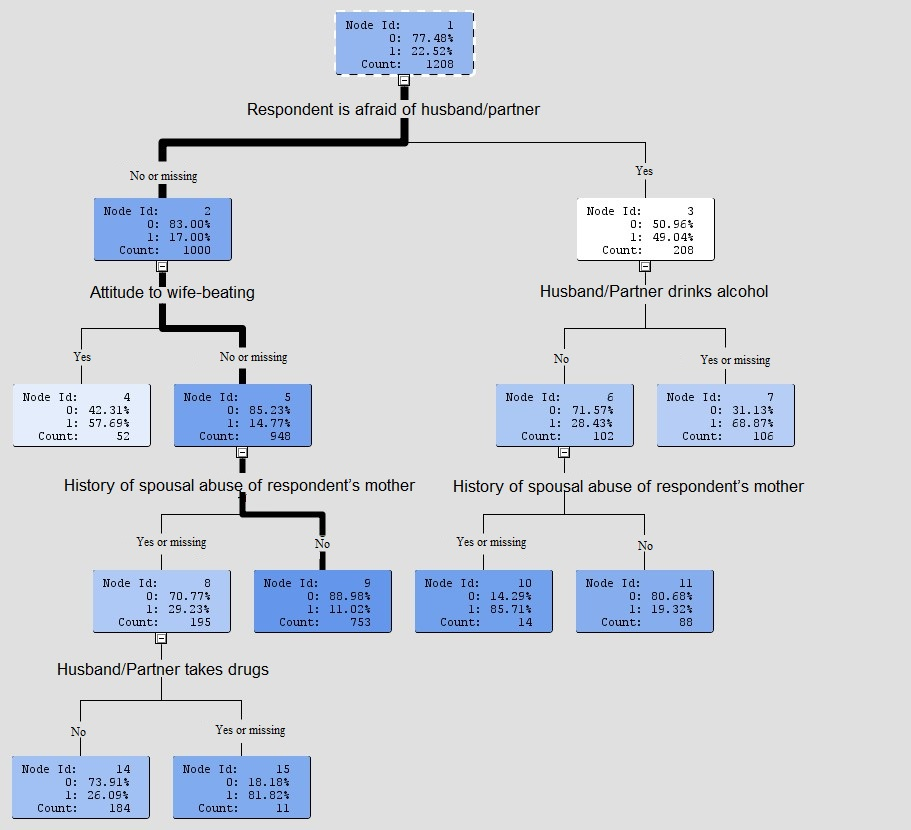 Node Id: 1
0: 77.48%
1: 22.52%
Count: 1208
Respondent is afraid of husband/partner
No or missing
Yes
Node Id: 2
0: 83.00%
1: 17.00%
Count: 1000
Node Id: 3
0: 50.96%
1: 49.04%
Count: 208
Attitude to wife-beating
Husband/Partner drinks alcohol
Yes
No or missing
No
Yes or missing
Node Id: 4
0: 42.31%
1: 57.69%
Count: 52
Node Id: 5
0: 85.23%
1: 14.77%
Count: 948
Node Id: 6
0: 71.57%
1: 28.43%
Count: 102
Node Id: 7
0: 31.13%
1: 68.87%
Count: 106
History of spousal abuse of respondent’s mother
History of spousal abuse of respondent’s mother
Yes or missing
No
Yes or missing
No
Node Id: 8
0: 70.77%
1: 29.23%
Count: 195
Node Id: 9
0: 88.98%
1: 11.02%
Count: 753
Node Id: 10
0: 14.29%
1: 85.71%
Count: 14
Node Id: 11
0: 80.68%
1: 19.32%
Count: 88
Husband/Partner takes drugs
No
Yes or missing
Node Id: 14
0: 73.91%
1: 26.09%
Count: 184
Node Id: 15
0: 18.18%
1: 81.82%
Count: 11